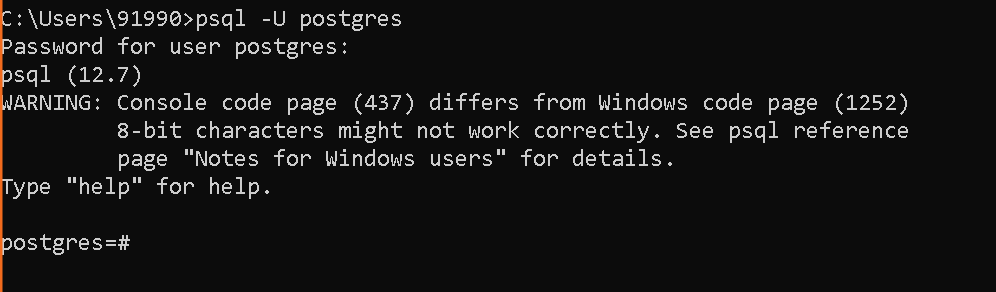 C:\Users\91990>psql -U postgres
Password for user postgres:
psql (12.7)
WARNING: Console code page (437) differs from Windows code page (1252)
         8-bit characters might not work correctly. See psql reference
         page "Notes for Windows users" for details.
Type "help" for help.

postgres=#